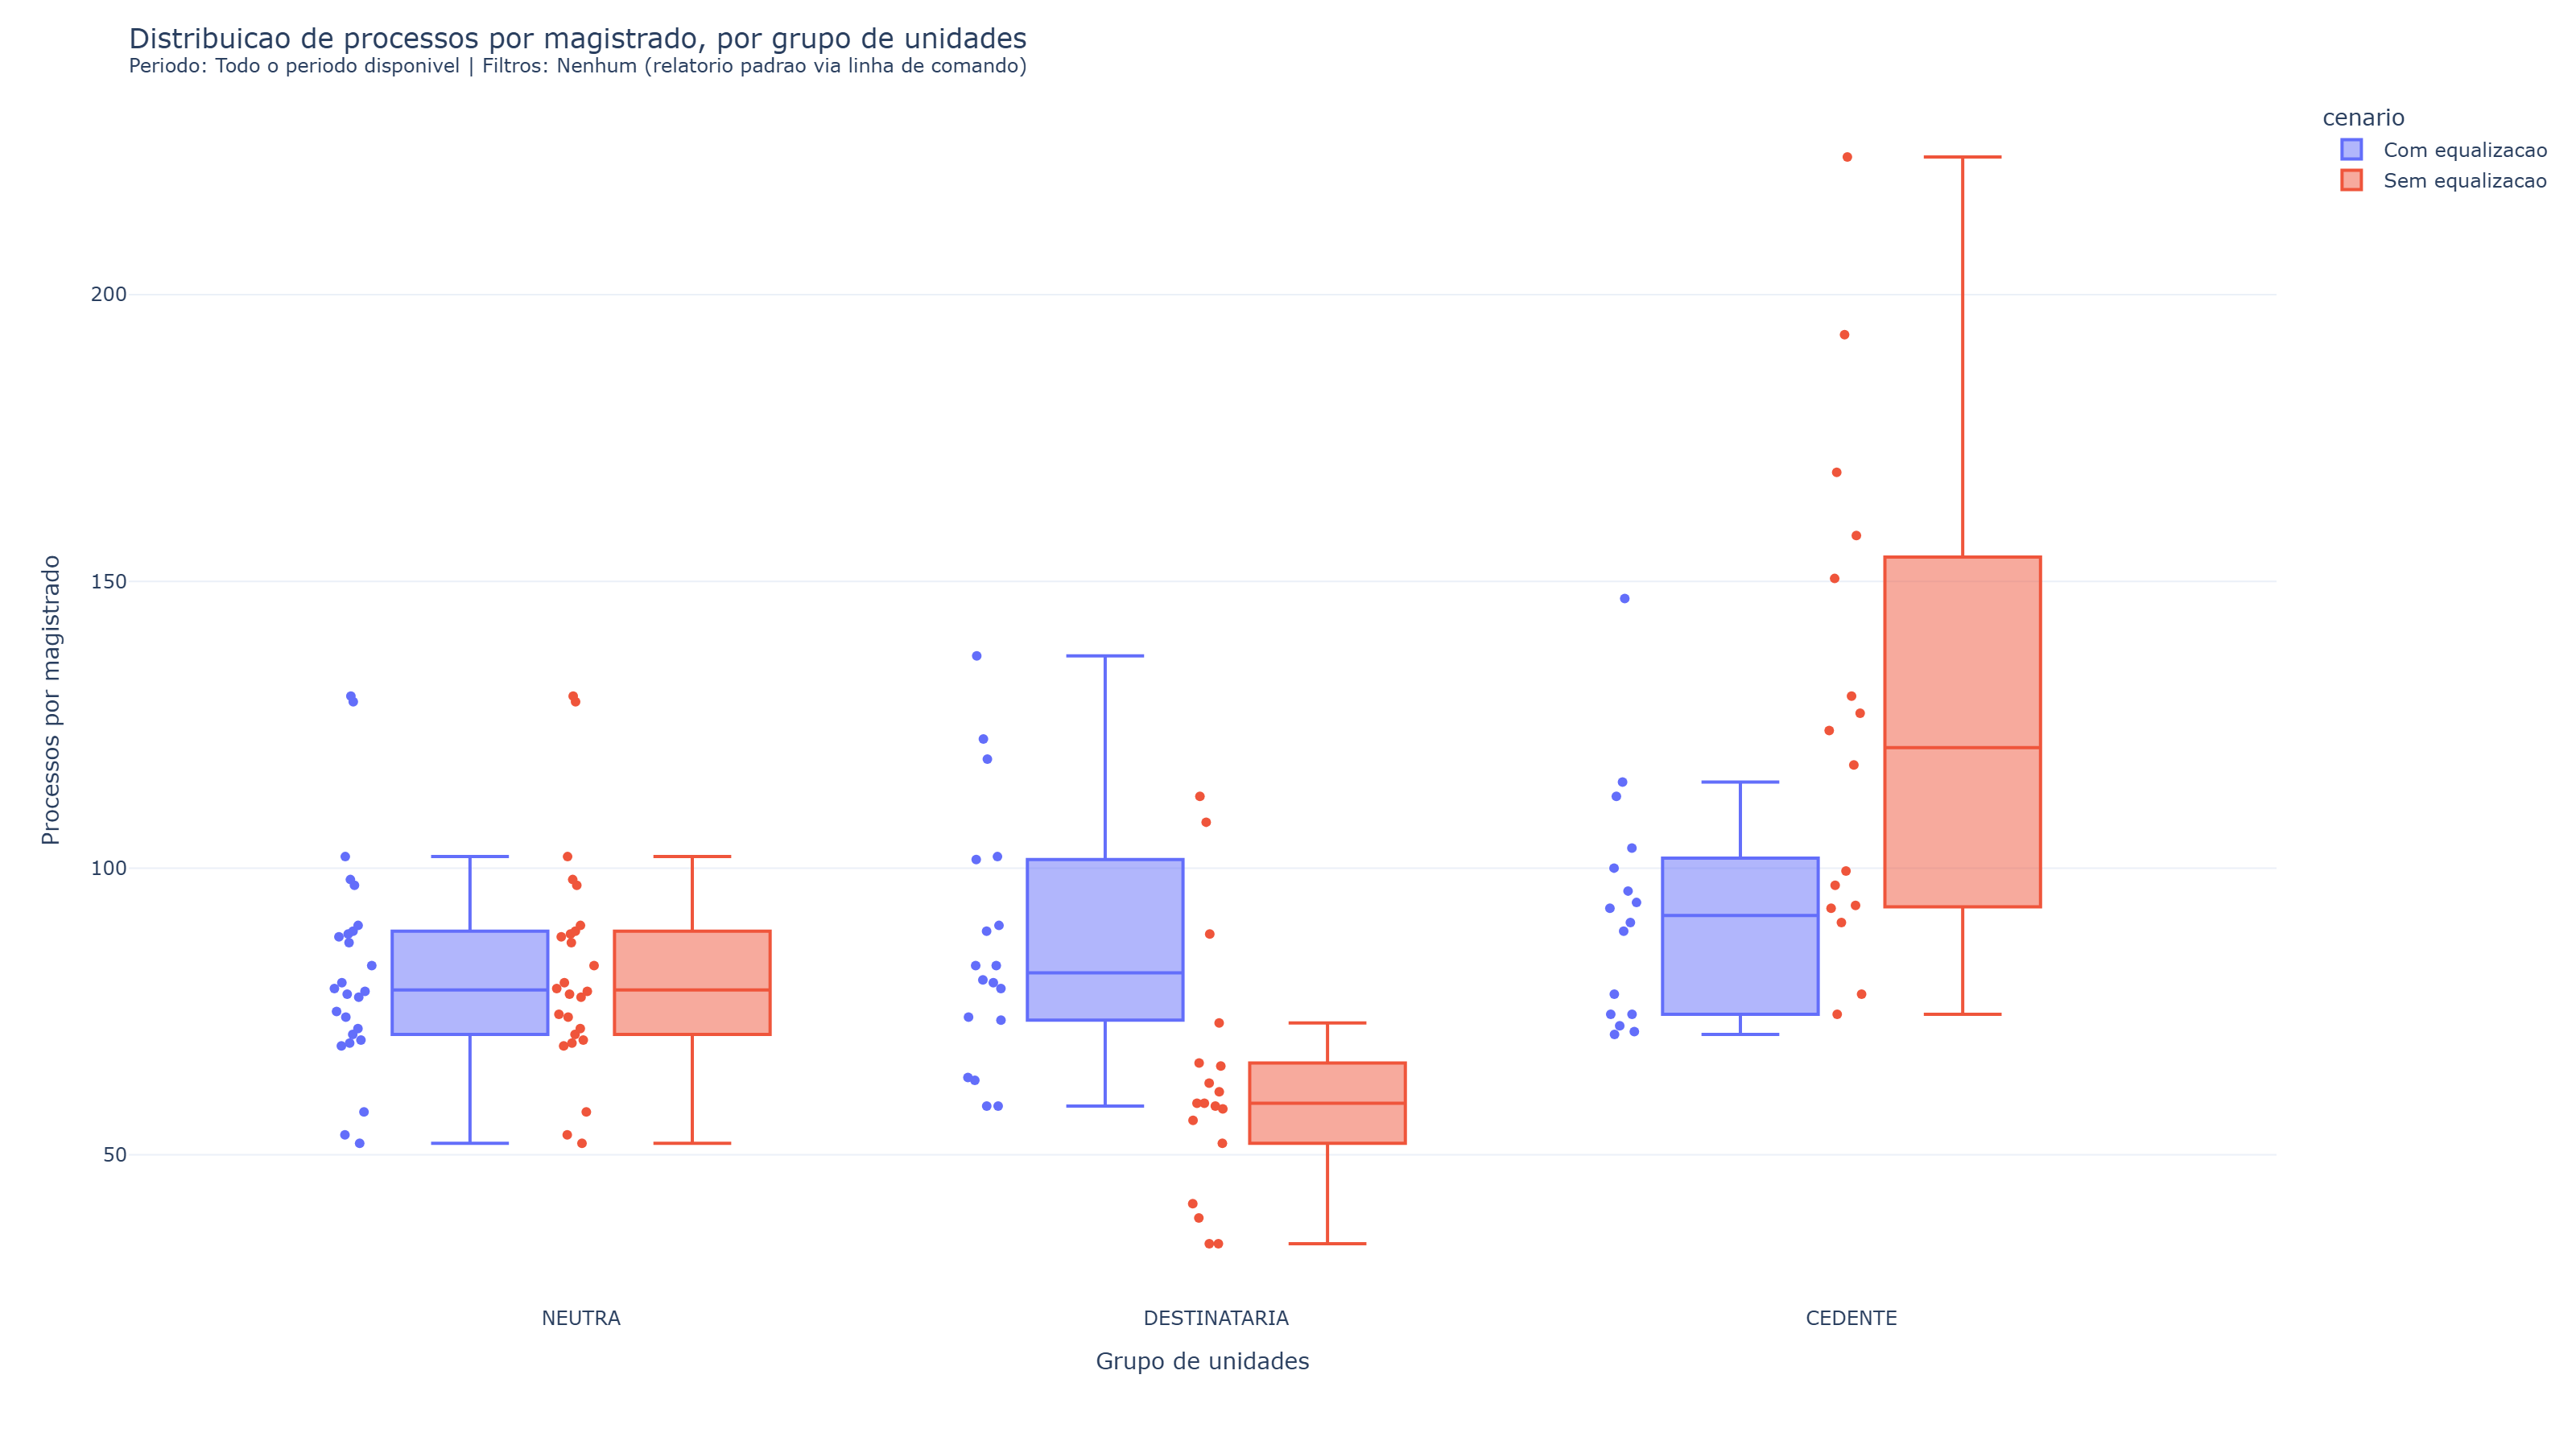 Distribuicao de processos por magistrado, por grupo de unidades
Periodo: Todo o periodo disponivel | Filtros: Nenhum (relatorio padrao via linha de comando)
cenario
Com equalizacao
Sem equalizacao
Processos por magistrado
200
150
100
50
NEUTRA
DESTINATARIA
CEDENTE
Grupo de unidades